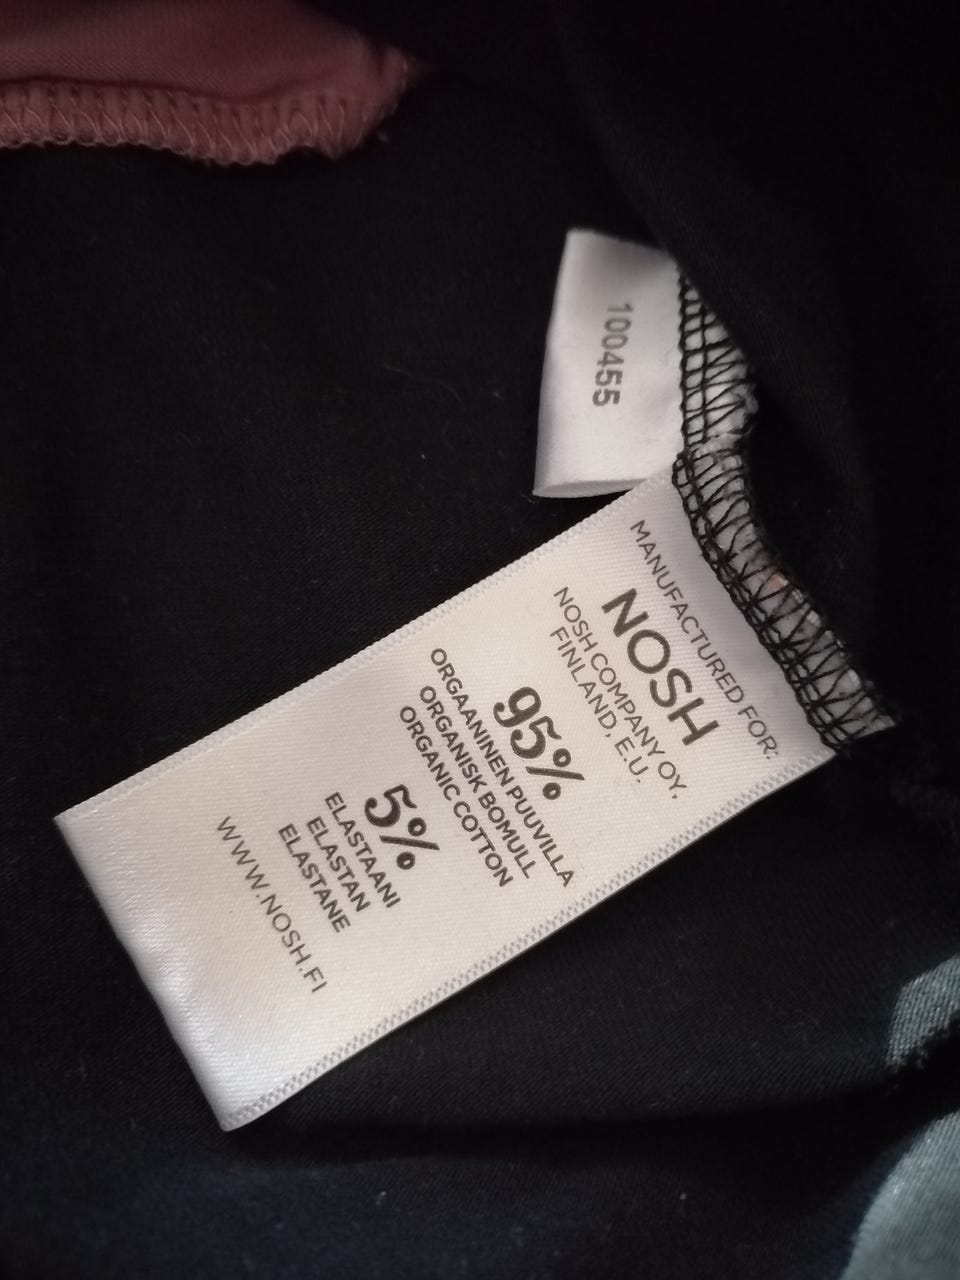 100455
MANUFACTURED FOR:
NOSH
NOSH COMPANY OY,
FINLAND, E.U.
95%
ORGAANINEN PUUVILLA
ORGANISK BOMULL
ORGANIC COTTON
5%
ELASTAANI
ELASTAN
ELASTANE
WWW.NOSH.FI